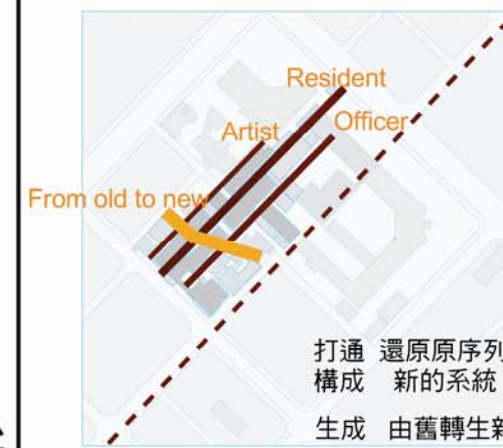 Resident
Artist
Officer
From old to new
打通 還原原序列
構成 新的系統
生成 由舊轉生新